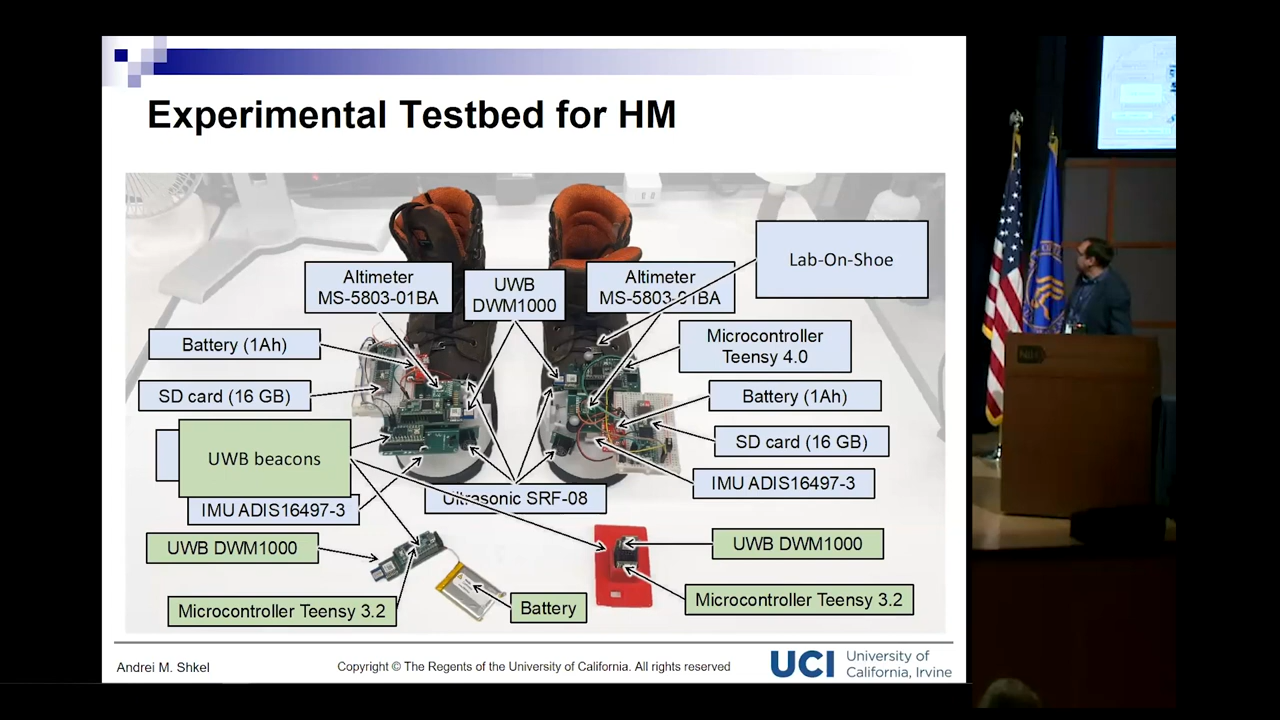 Experimental Testbed for HM
Altimeter
MS-5803-01BA
UWB
DWM1000
Altimeter
MS-5803-01BA
Lab-On-Shoe
Battery (1Ah)
Microcontroller
Teensy 4.0
SD card (16 GB)
Battery (1Ah)
UWB beacons
SD card (16 GB)
IMU ADIS16497-3
Ultrasonic SRF-08
IMU ADIS16497-3
UWB DWM1000
UWB DWM1000
Microcontroller Teensy 3.2
Battery
Microcontroller Teensy 3.2
Andrei M. Shkel
Copyright © The Regents of the University of California. All rights reserved
UCI
University of
California, Irvine